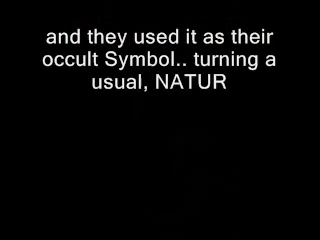 and they used it as their
occult Symbol.. turning a
usual, NATUR